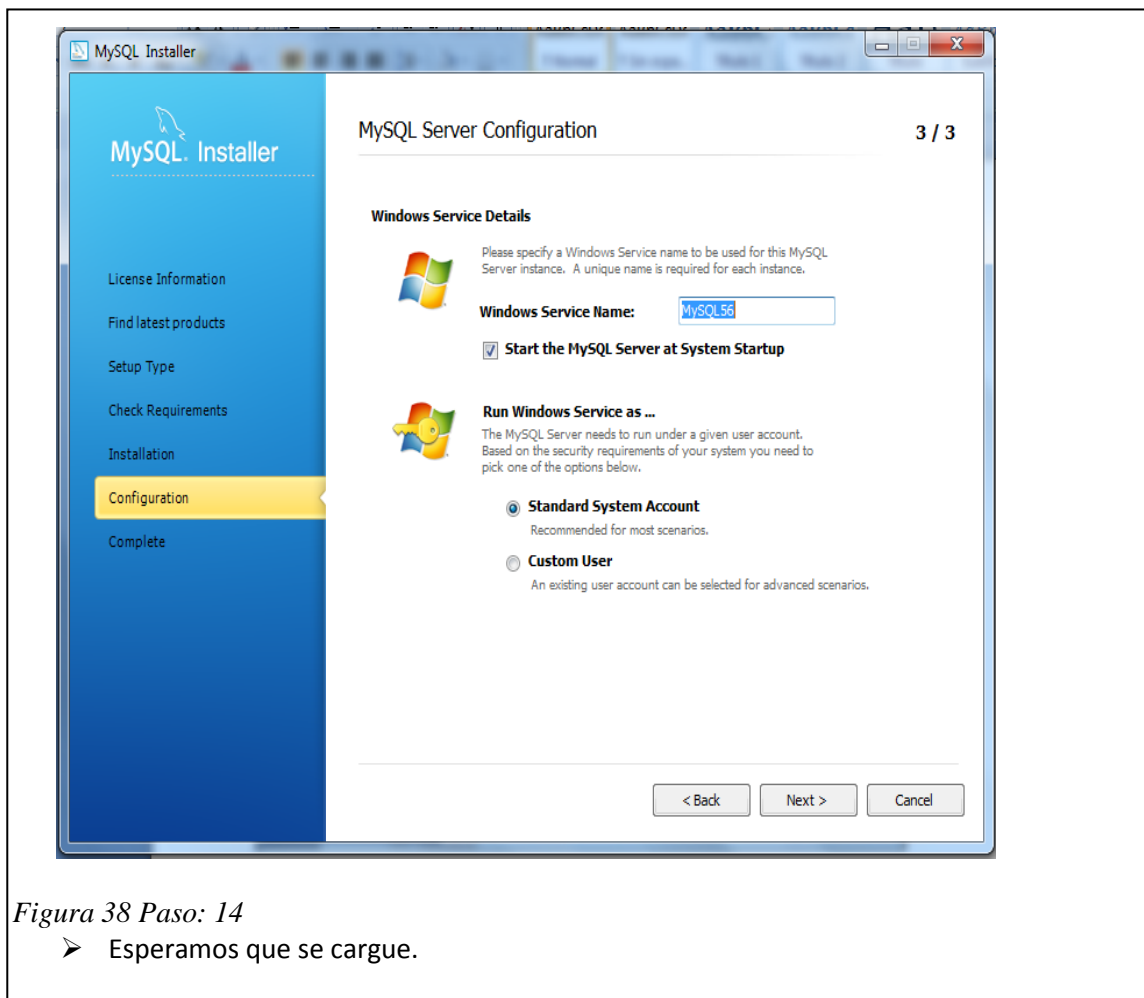 MySQL Installer
MySQL. Installer
MySQL Server Configuration
3 / 3
License Information
Find latest products
Setup Type
Check Requirements
Installation
Configuration
Complete
Windows Service Details
Please specify a Windows Service name to be used for this MySQL
Server instance. A unique name is required for each instance.
Windows Service Name: MySQL56
Start the MySQL Server at System Startup
Run Windows Service as ...
The MySQL Server needs to run under a given user account.
Based on the security requirements of your system you need to
pick one of the options below.
Standard System Account
Recommended for most scenarios.
Custom User
An existing user account can be selected for advanced scenarios.
< Back
Next >
Cancel
Figura 38 Paso: 14
➢ Esperamos que se cargue.